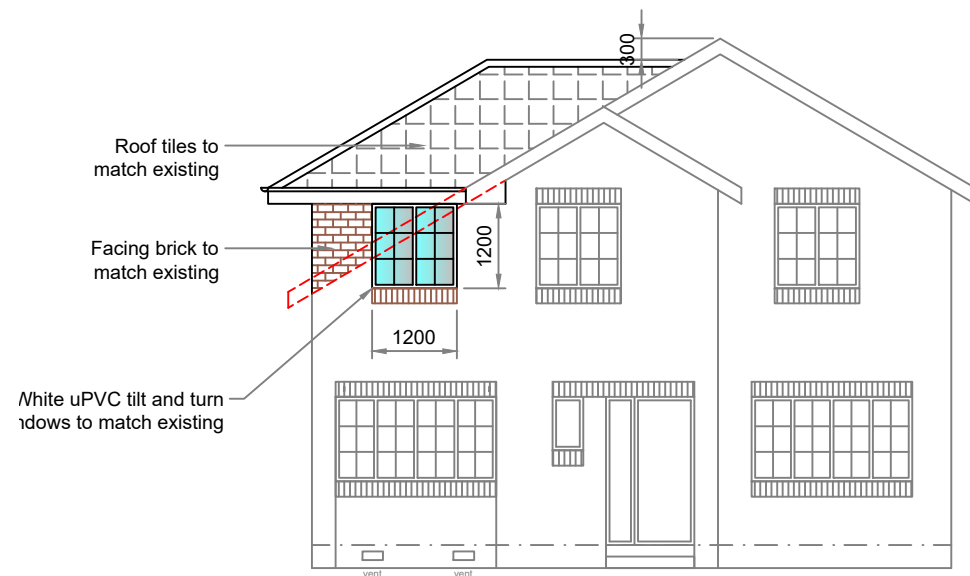 300
Roof tiles to
match existing
Facing brick to
match existing
1200
1200
White uPVC tilt and turn
ndows to match existing
vent
vent